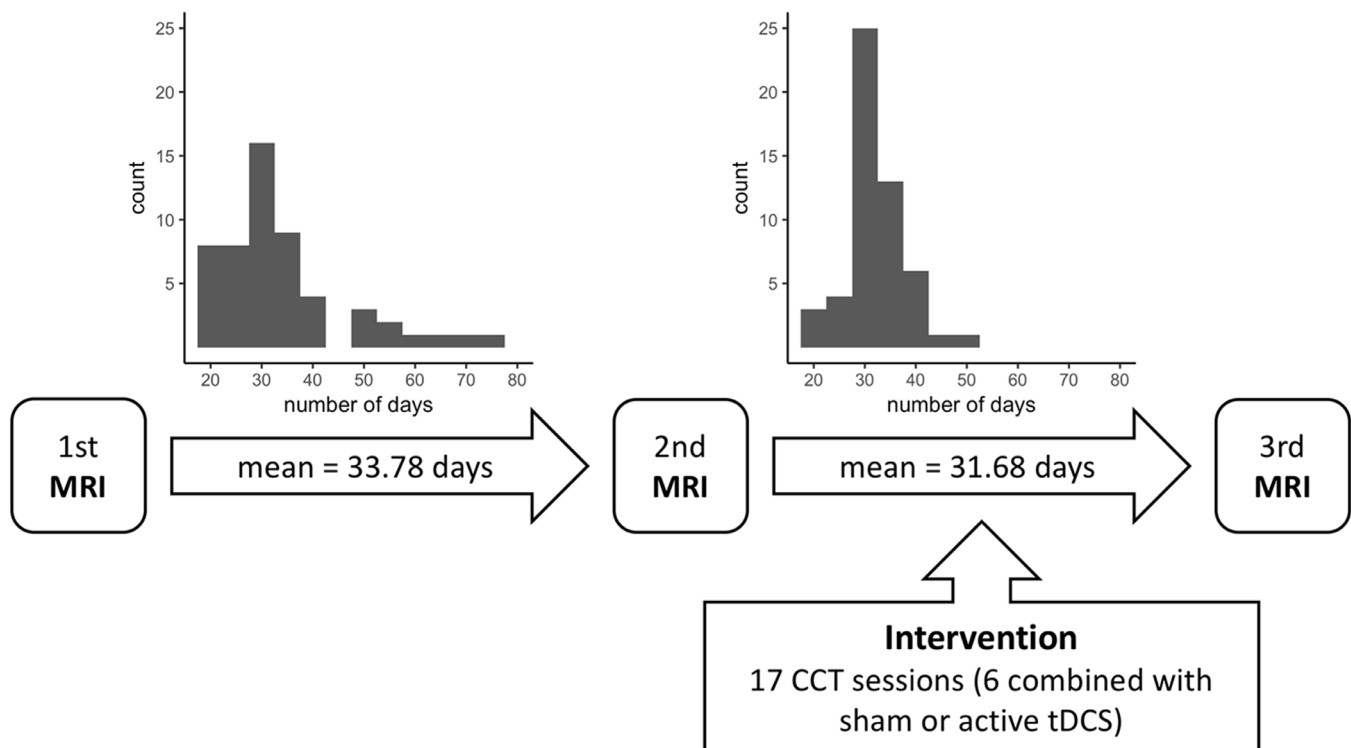 25
20
15
10
5
count
20 30 40 50 60 70 80
number of days
25
20
15
10
5
count
20 30 40 50 60 70 80
number of days
1st
MRI
mean = 33.78 days
2nd
MRI
mean = 31.68 days
3rd
MRI
Intervention
17 CCT sessions (6 combined with
sham or active tDCS)